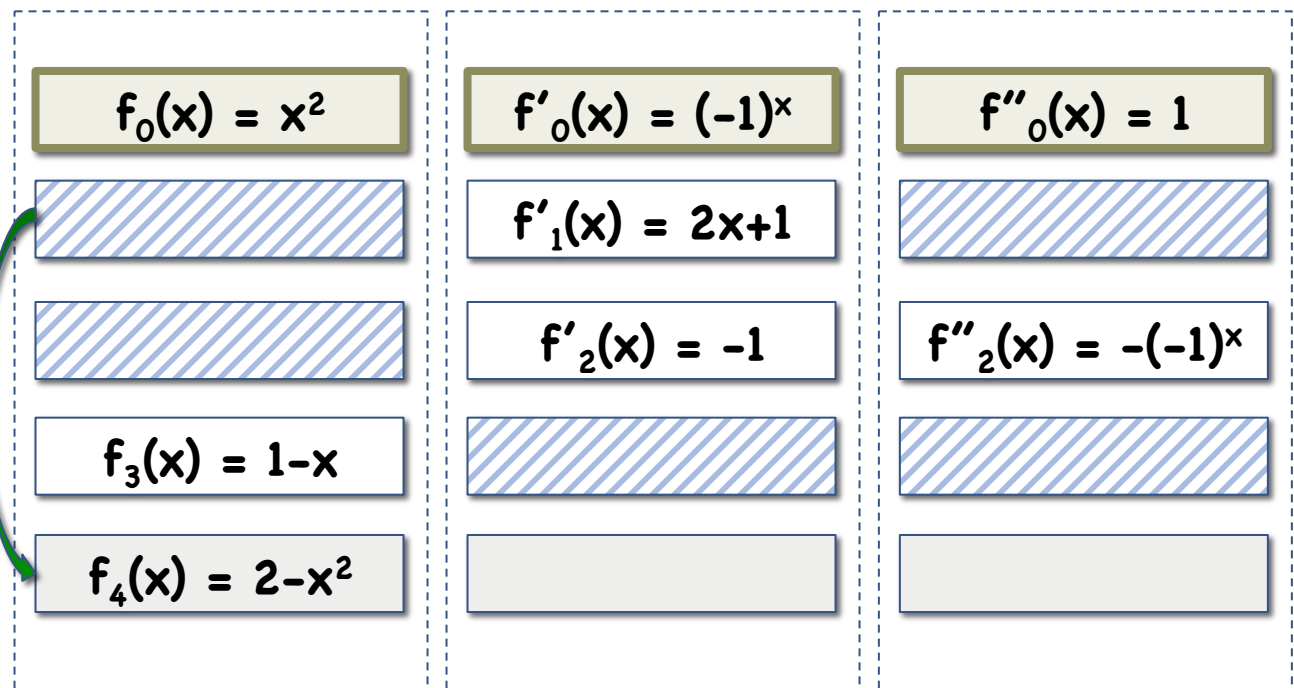 f₀(x) = x²
f₃(x) = 1-x
f₄(x) = 2-x²
f′₀(x) = (-1)ˣ
f′₁(x) = 2x+1
f′₂(x) = -1
f″₀(x) = 1
f″₂(x) = -(-1)ˣ